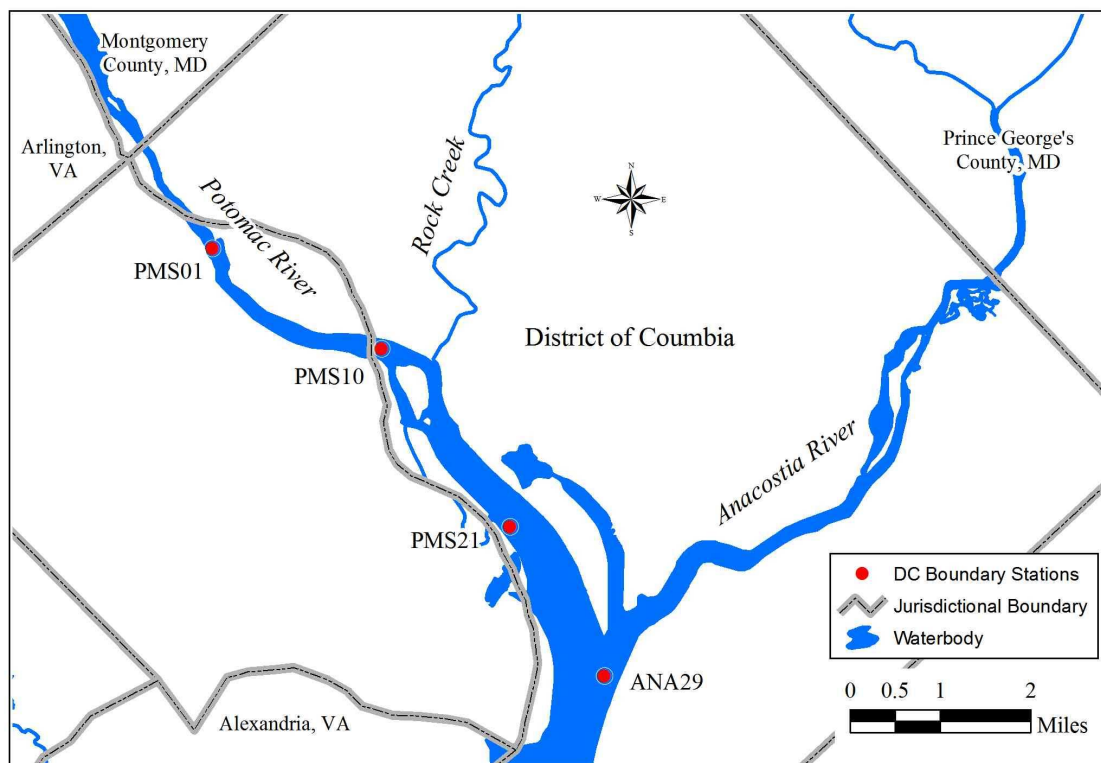 Montgomery
County, MD
Arlington,
VA
Potomac River
Rock Creek
N
W
E
S
Prince George's
County, MD
PMS01
PMS10
District of Coumbia
Anacostia River
PMS21
ANA29
Alexandria, VA
DC Boundary Stations
Jurisdictional Boundary
Waterbody
0 0.5 1 2
Miles